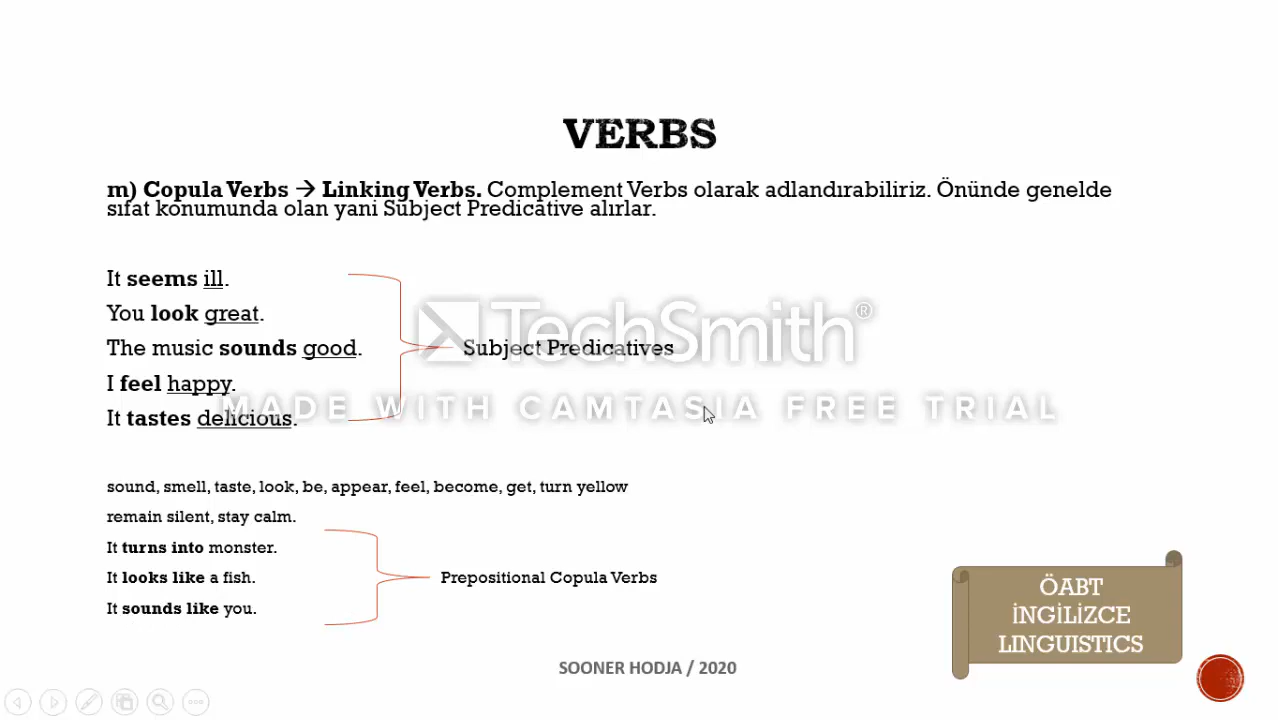 VERBS
m) Copula Verbs → Linking Verbs. Complement Verbs olarak adlandırabiliriz. Önünde genelde
sıfat konumunda olan yani Subject Predicative alırlar.
It seems ill.
You look great.
The music sounds good.
I feel happy.
It tastes delicious.
Subject Predicatives
TechSmith®
MADE WITH CAMTASIA FREE TRIAL
sound, smell, taste, look, be, appear, feel, become, get, turn yellow
remain silent, stay calm.
It turns into monster.
It looks like a fish.
It sounds like you.
Prepositional Copula Verbs
ÖABT
İNGİLİZCE
LINGUISTICS
SOONER HODJA / 2020